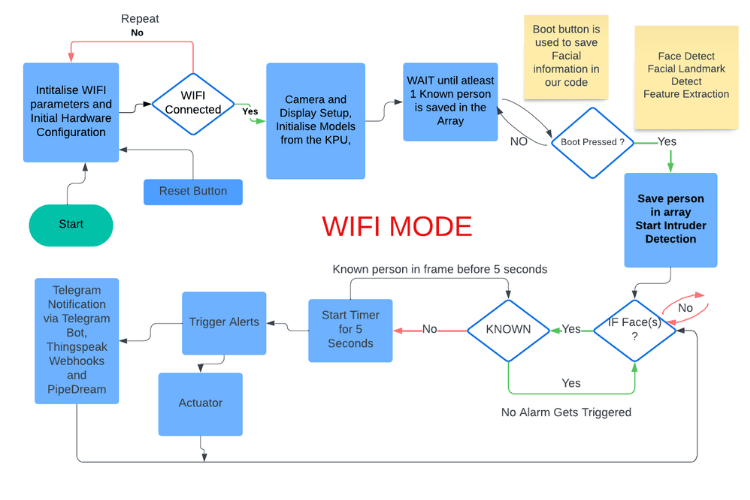 Repeat
No
Intitalise WIFI
parameters and
Initial Hardware
Configuration
WIFI
Connected
Yes
Camera and
Display Setup,
Initialise Models
from the KPU,
WAIT until atleast
1 Known person
is saved in the
Array
NO
Boot button is
used to save
Facial
information in
our code
Face Detect
Facial Landmark
Detect
Feature Extraction
Boot Pressed ?
Yes
Reset Button
Start
WIFI MODE
Save person
in array
Start Intruder
Detection
Known person in frame before 5 seconds
Telegram
Notification
via Telegram
Bot,
Thingspeak
Webhooks
and
PipeDream
Trigger Alerts
Start Timer
for 5
Seconds
No
KNOWN
Yes
IF Face(s)
?
No
Yes
Actuator
No Alarm Gets Triggered